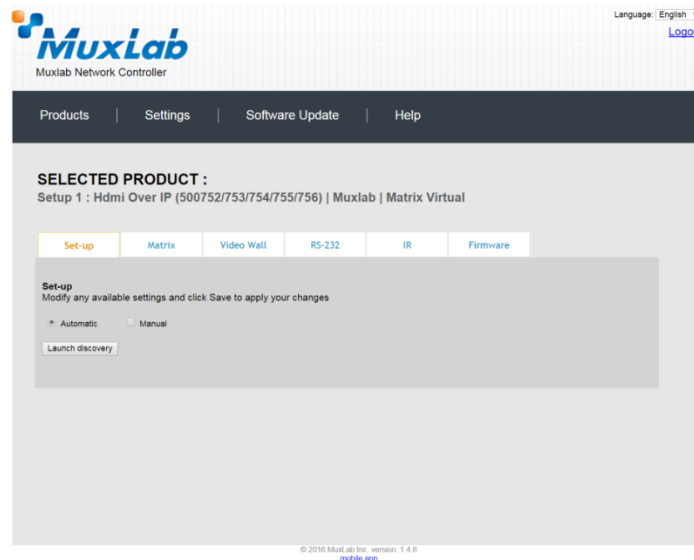 Language: English
Logo
MuxLab
Muxlab Network Controller
Products | Settings | Software Update | Help
SELECTED PRODUCT :
Setup 1 : Hdmi Over IP (500752/753/754/755/756) | Muxlab | Matrix Virtual
Set-up Matrix Video Wall RS-232 IR Firmware
Set-up
Modify any available settings and click Save to apply your changes
Automatic Manual
Launch discovery
© 2016 MuxLab Inc. version: 1.4.6
mobile app